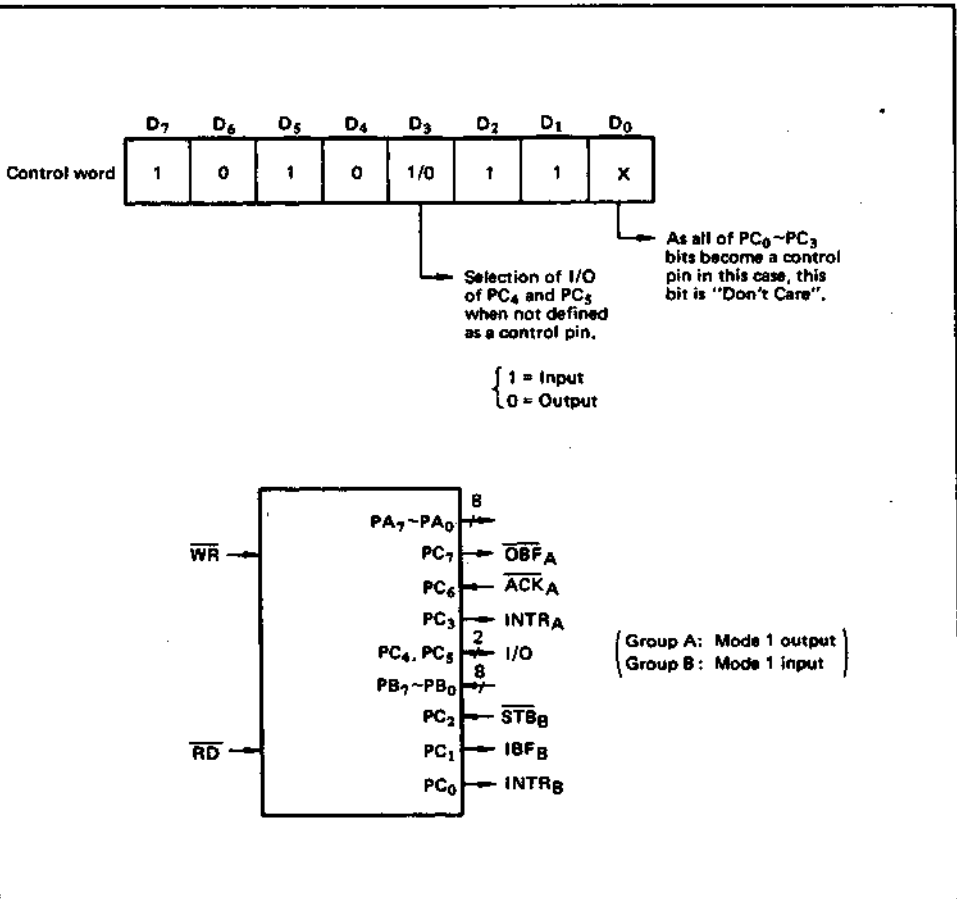 D7 D6 D5 D4 D3 D2 D1 D0
Control word 1 0 1 0 1/0 1 1 X
As all of PC0~PC3
bits become a control
pin in this case, this
bit is "Don't Care".
Selection of I/O
of PC4 and PC5
when not defined
as a control pin.
1 = Input
0 = Output
8
PA7~PA0
WR PC7 OBFA
PC6 ACKA
PC3 INTRA
2
PC4, PC5 I/O
8
PB7~PB0
PC2 STBB
RD PC1 IBFB
PC0 INTRB
(Group A: Mode 1 output
Group B: Mode 1 input)